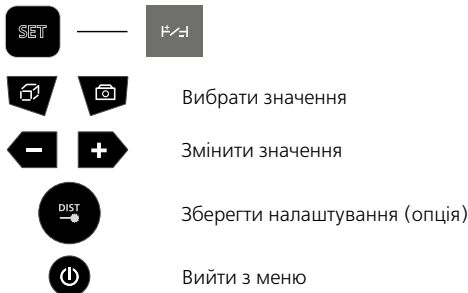 SET
Вибрати значення
Змінити значення
DIST
Зберегти налаштування (опція)
Вийти з меню